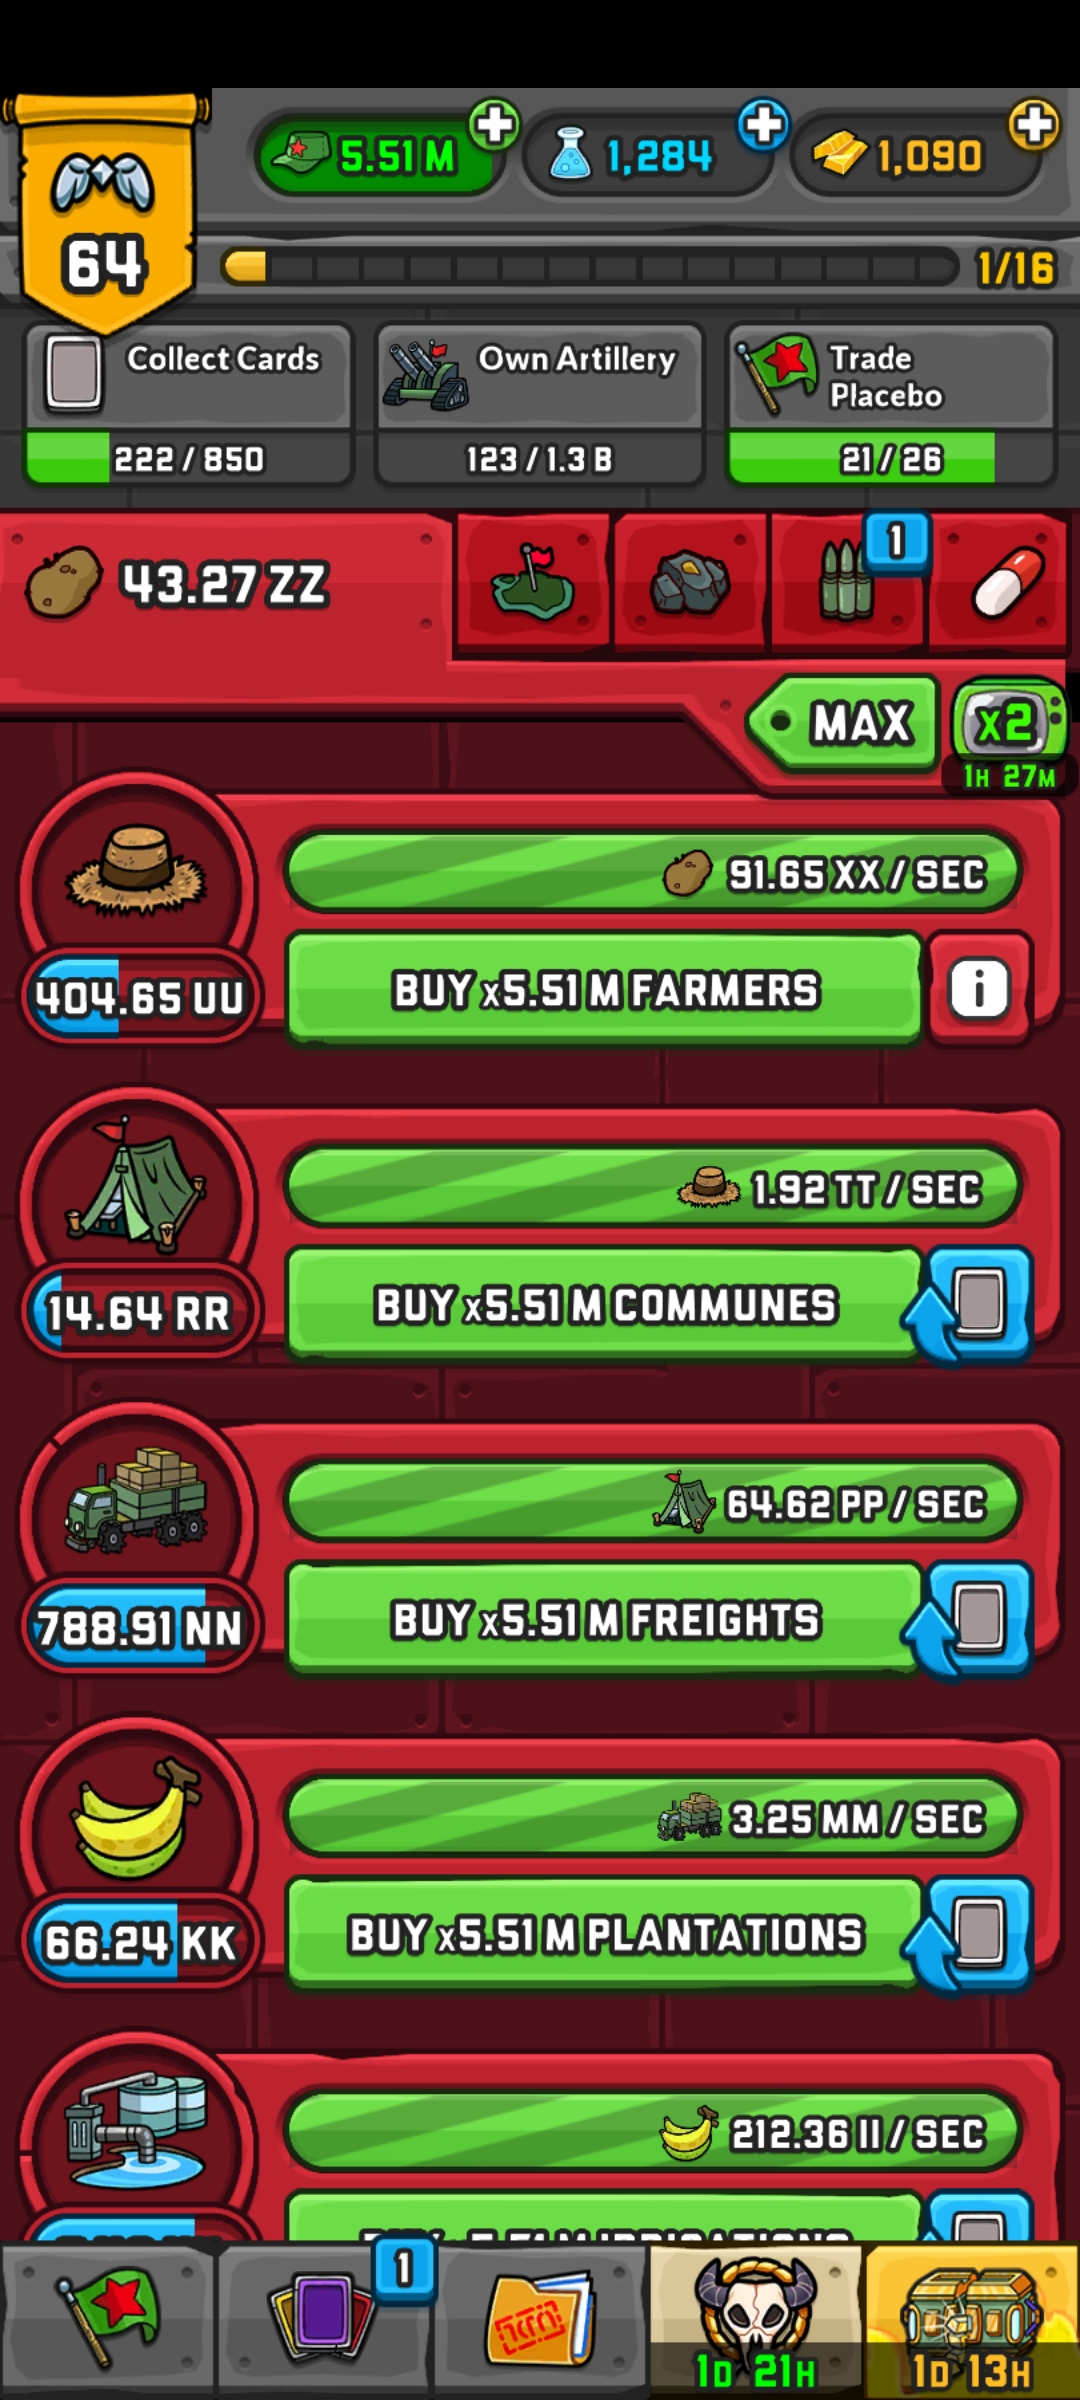 5.51 M
1,284
1,090
64
1/16
Collect Cards
222 / 850
Own Artillery
123 / 1.3 B
Trade
Placebo
21 / 26
43.27 ZZ
1
MAX
x2
1H 27M
91.65 XX / SEC
404.65 UU
BUY x5.51 M FARMERS
i
1.92 TT / SEC
14.64 RR
BUY x5.51 M COMMUNES
64.62 PP / SEC
788.91 NN
BUY x5.51 M FREIGHTS
3.25 MM / SEC
66.24 KK
BUY x5.51 M PLANTATIONS
212.36 II / SEC
1
1D 21H
1D 13H